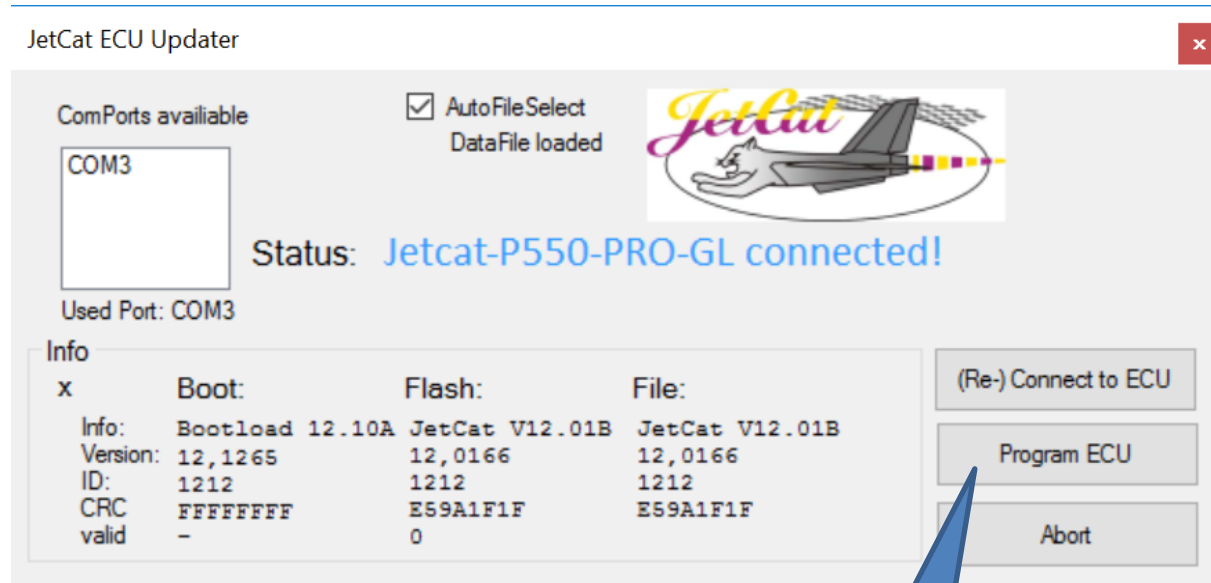 JetCat ECU Updater
x
ComPorts availiable
AutoFileSelect
DataFile loaded
JetCat
COM3
Status: Jetcat-P550-PRO-GL connected!
Used Port: COM3
Info
x Boot: Flash: File:
Info: Bootload 12.10A JetCat V12.01B JetCat V12.01B
Version: 12,1265 12,0166 12,0166
ID: 1212 1212 1212
CRC FFFFFFFF E59A1F1F E59A1F1F
valid - 0
(Re-) Connect to ECU
Program ECU
Abort